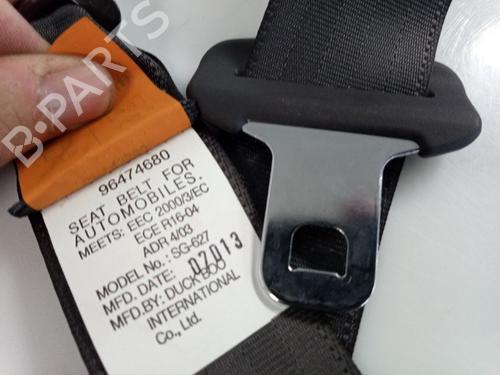 B-PARTS
96474680
SEAT BELT FOR
AUTOMOBILES.
MEETS: EEC 2000/3/EC
ECE R16-04
ADR 4/03
MODEL No.: SG-627
MFD. DATE: 07013
MFD.BY: DUCK BOO
INTERNATIONAL
Co., Ltd.